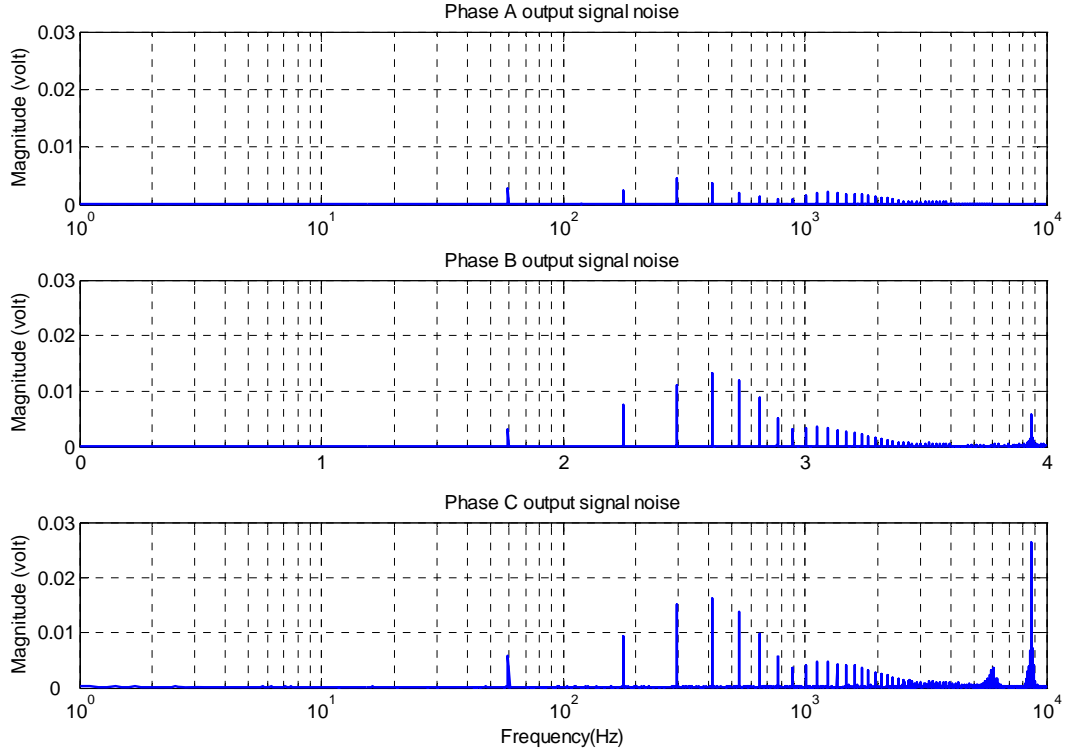 Phase A output signal noise
0.03
0.02
0.01
0
Magnitude (volt)
10^0 10^1 10^2 10^3 10^4
Phase B output signal noise
0.03
0.02
0.01
0
Magnitude (volt)
0 1 2 3 4
Phase C output signal noise
0.03
0.02
0.01
0
Magnitude (volt)
10^0 10^1 10^2 10^3 10^4
Frequency(Hz)